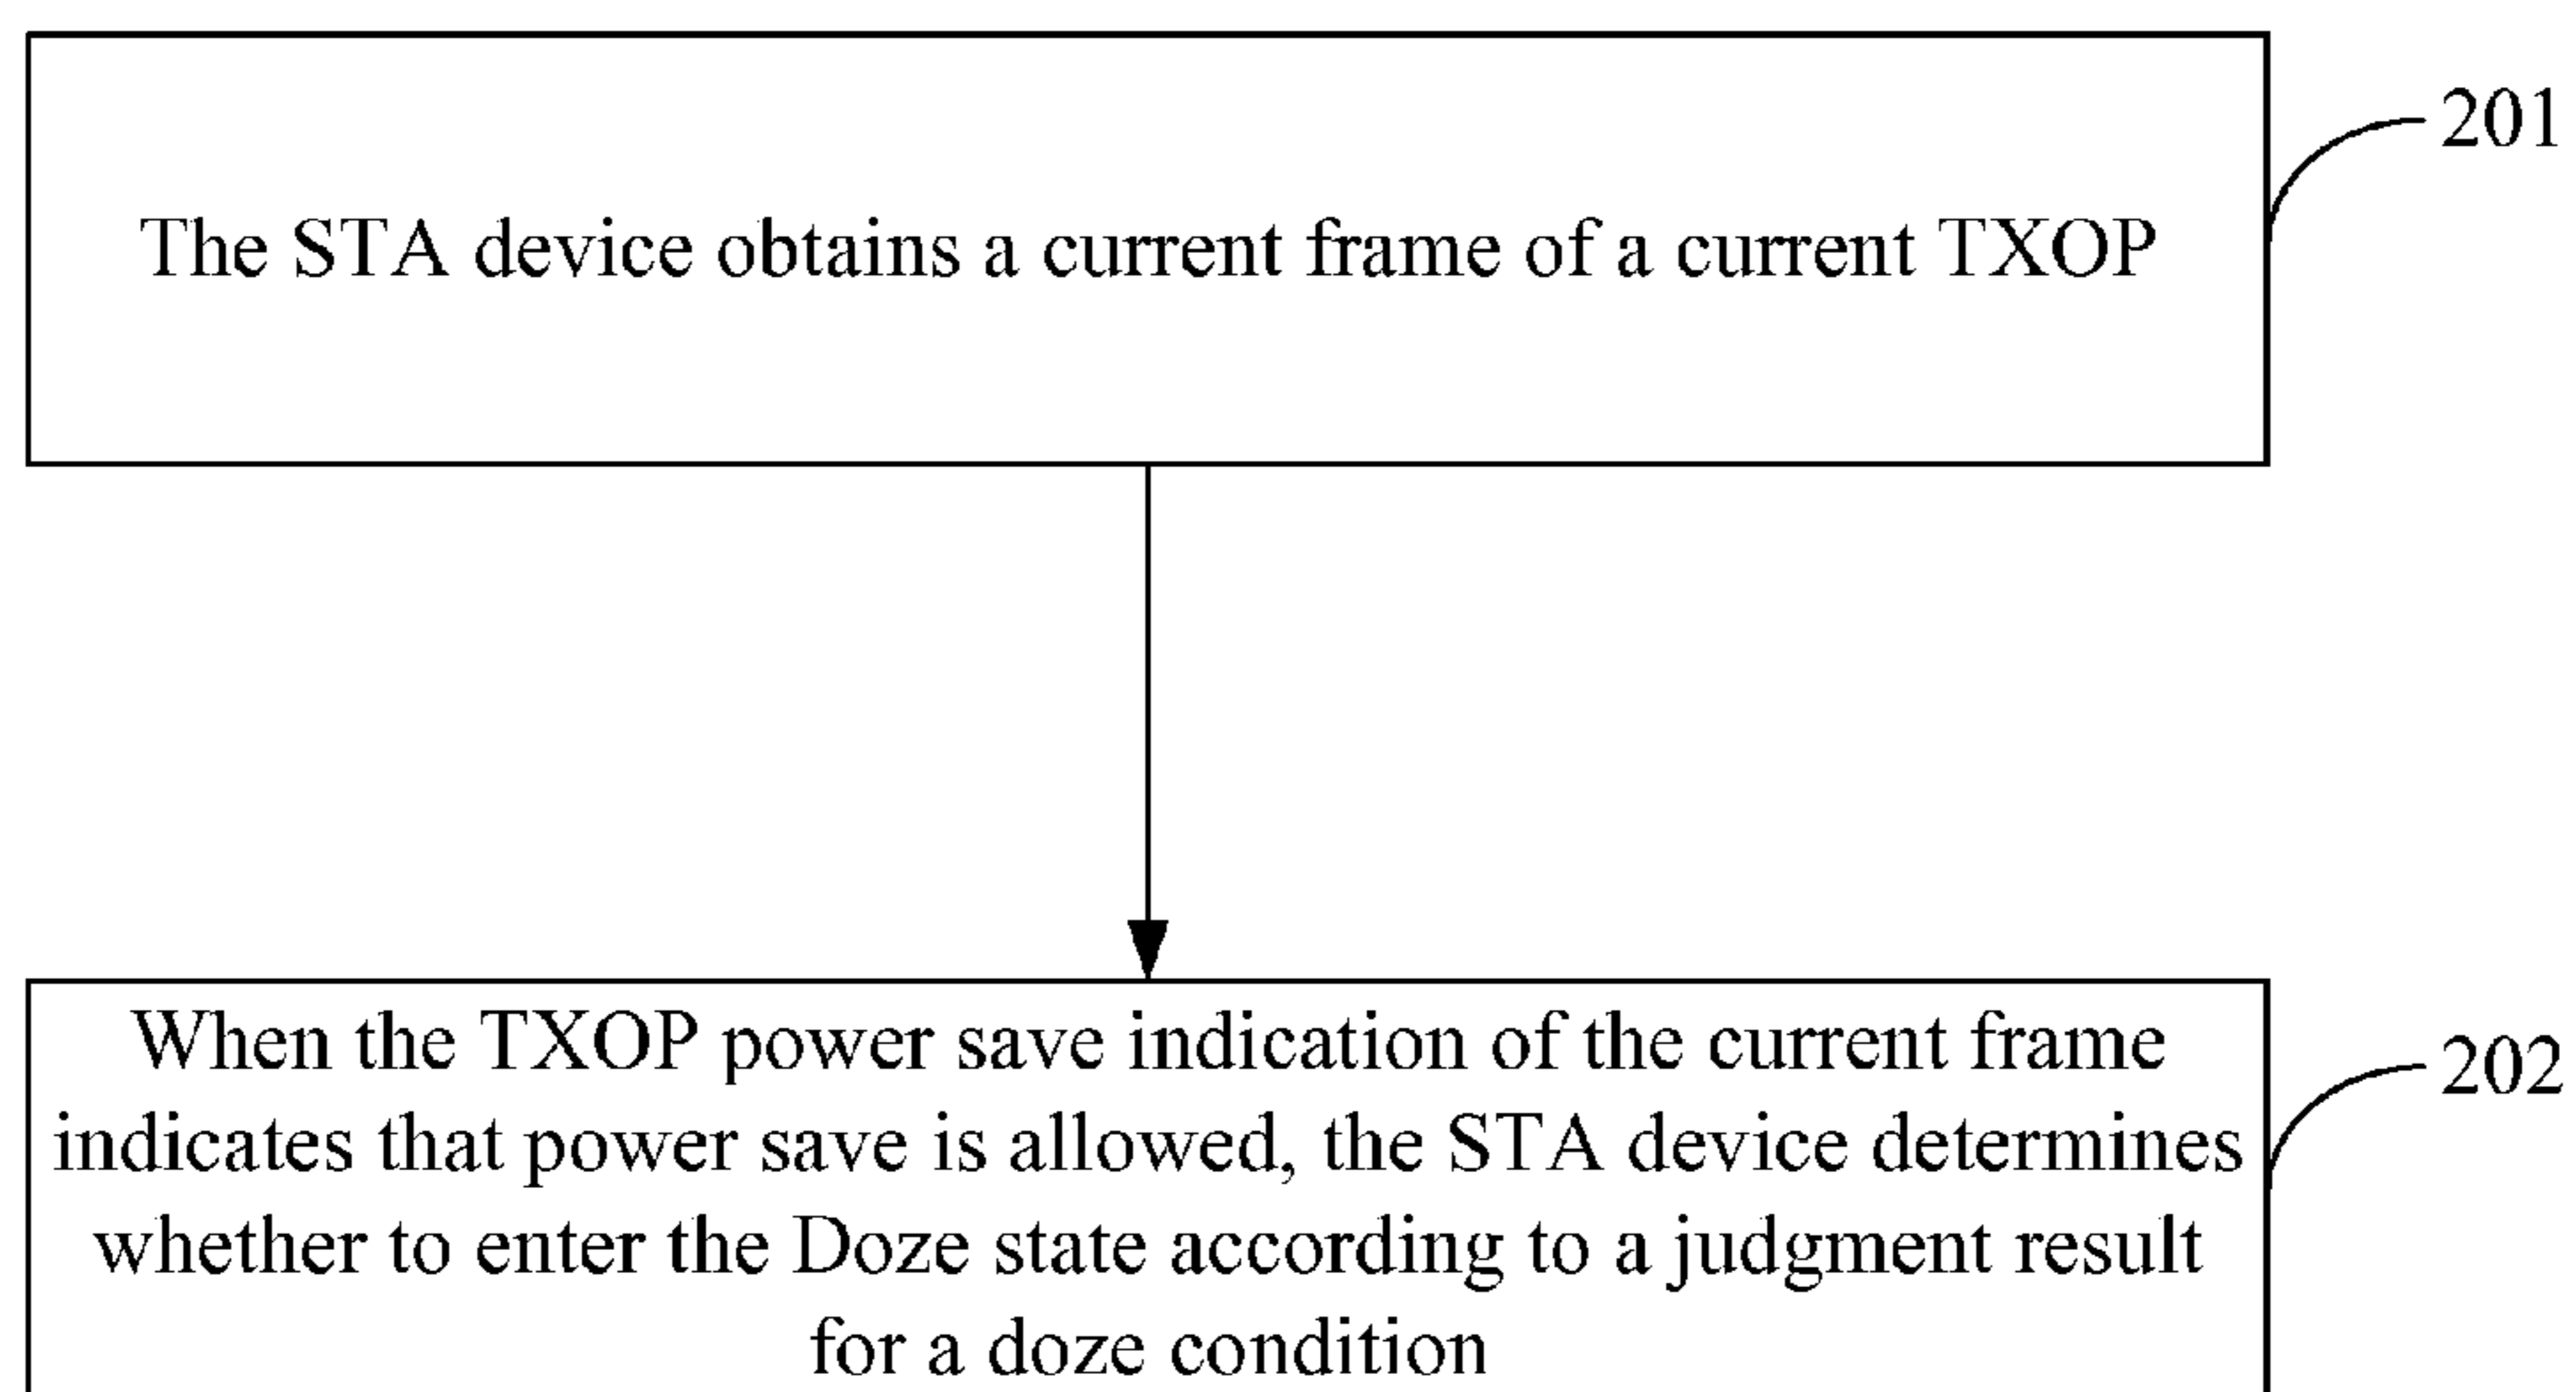 201
The STA device obtains a current frame of a current TXOP
When the TXOP power save indication of the current frame
202
indicates that power save is allowed, the STA device determines
whether to enter the Doze state according to a judgment result
for a doze condition